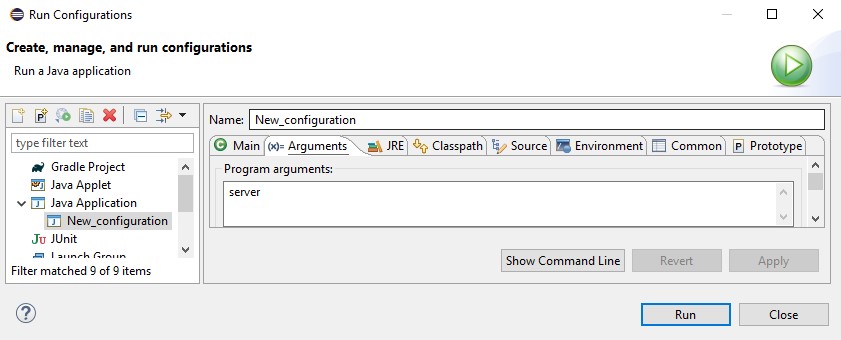 Run Configurations
Create, manage, and run configurations
Run a Java application
type filter text
Gradle Project
Java Applet
Java Application
New_configuration
JUnit
Launch Group
Filter matched 9 of 9 items
Name: New_configuration
Main (x)= Arguments JRE Classpath Source Environment Common Prototype
Program arguments:
server
Show Command Line Revert Apply
Run Close